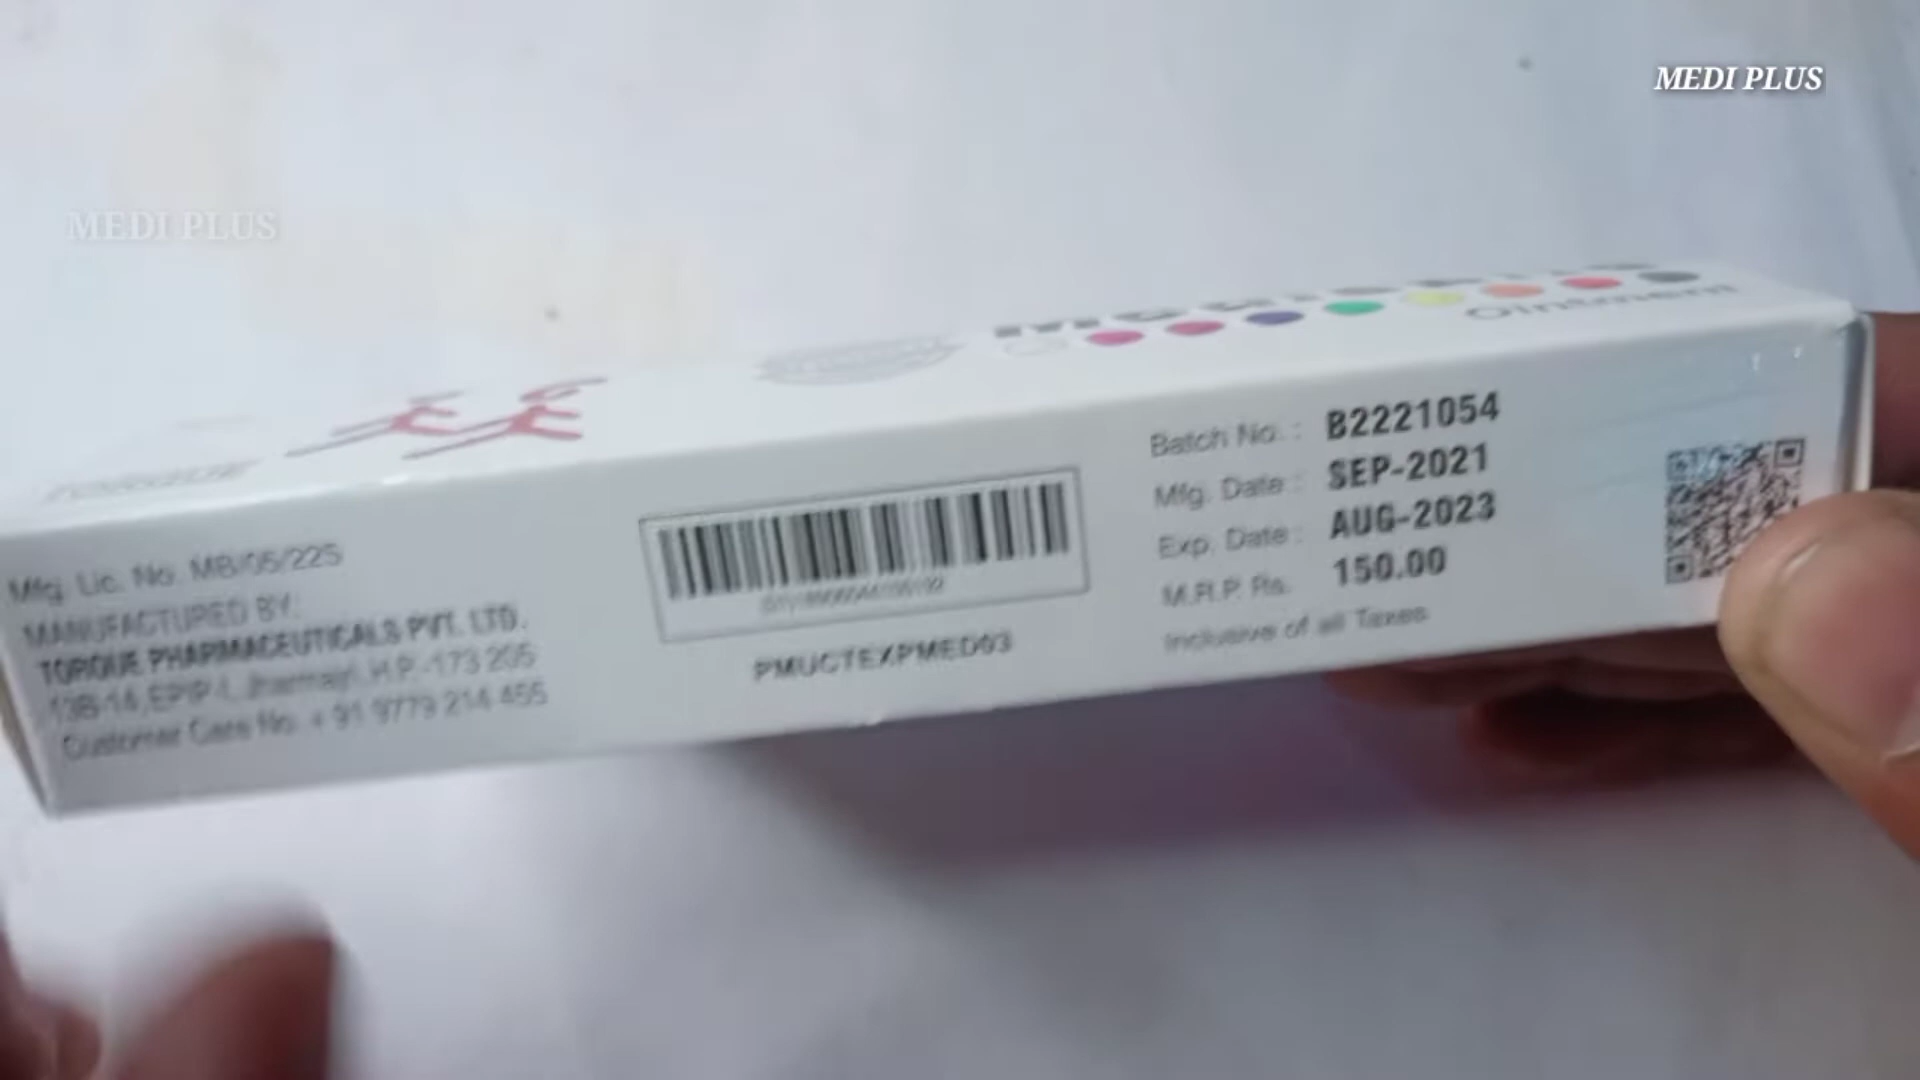 MEDI PLUS
MEDI PLUS
Ointment
Mfg. Lic. No. MB/05/225
MANUFACTURED BY:
TORQUE PHARMACEUTICALS PVT. LTD.
Customer Care No. + 91 9779 214 455
PMUCTEXPMED03
Batch No. : B2221054
Mfg. Date : SEP-2021
Exp. Date : AUG-2023
M.R.P. Rs. 150.00
Inclusive of all Taxes